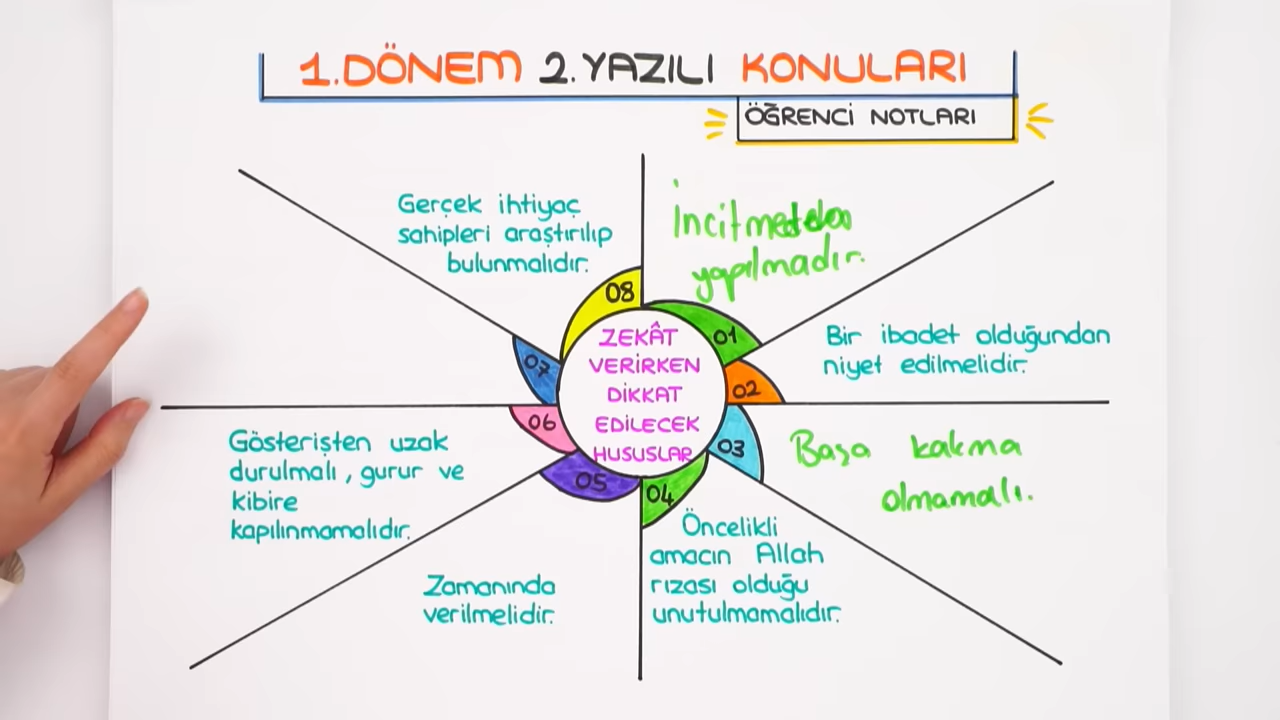 1.DÖNEM 2.YAZILI KONULARI
ÖĞRENCİ NOTLARI
Gerçek ihtiyaç
sahipleri araştırılıp
bulunmalıdır.
İncitmeden
yapılmadır.
08
01
Bir ibadet olduğundan
niyet edilmelidir.
07
02
ZEKÂT
VERİRKEN
DİKKAT
EDİLECEK
HUSUSLAR
06
03
Gösterişten uzak
durulmalı, gurur ve
kibire
kapılınmamalıdır.
Başa kakma
olmamalı.
05
04
Öncelikli
amacın Allah
rızası olduğu
unutulmamalıdır.
Zamanında
verilmelidir.